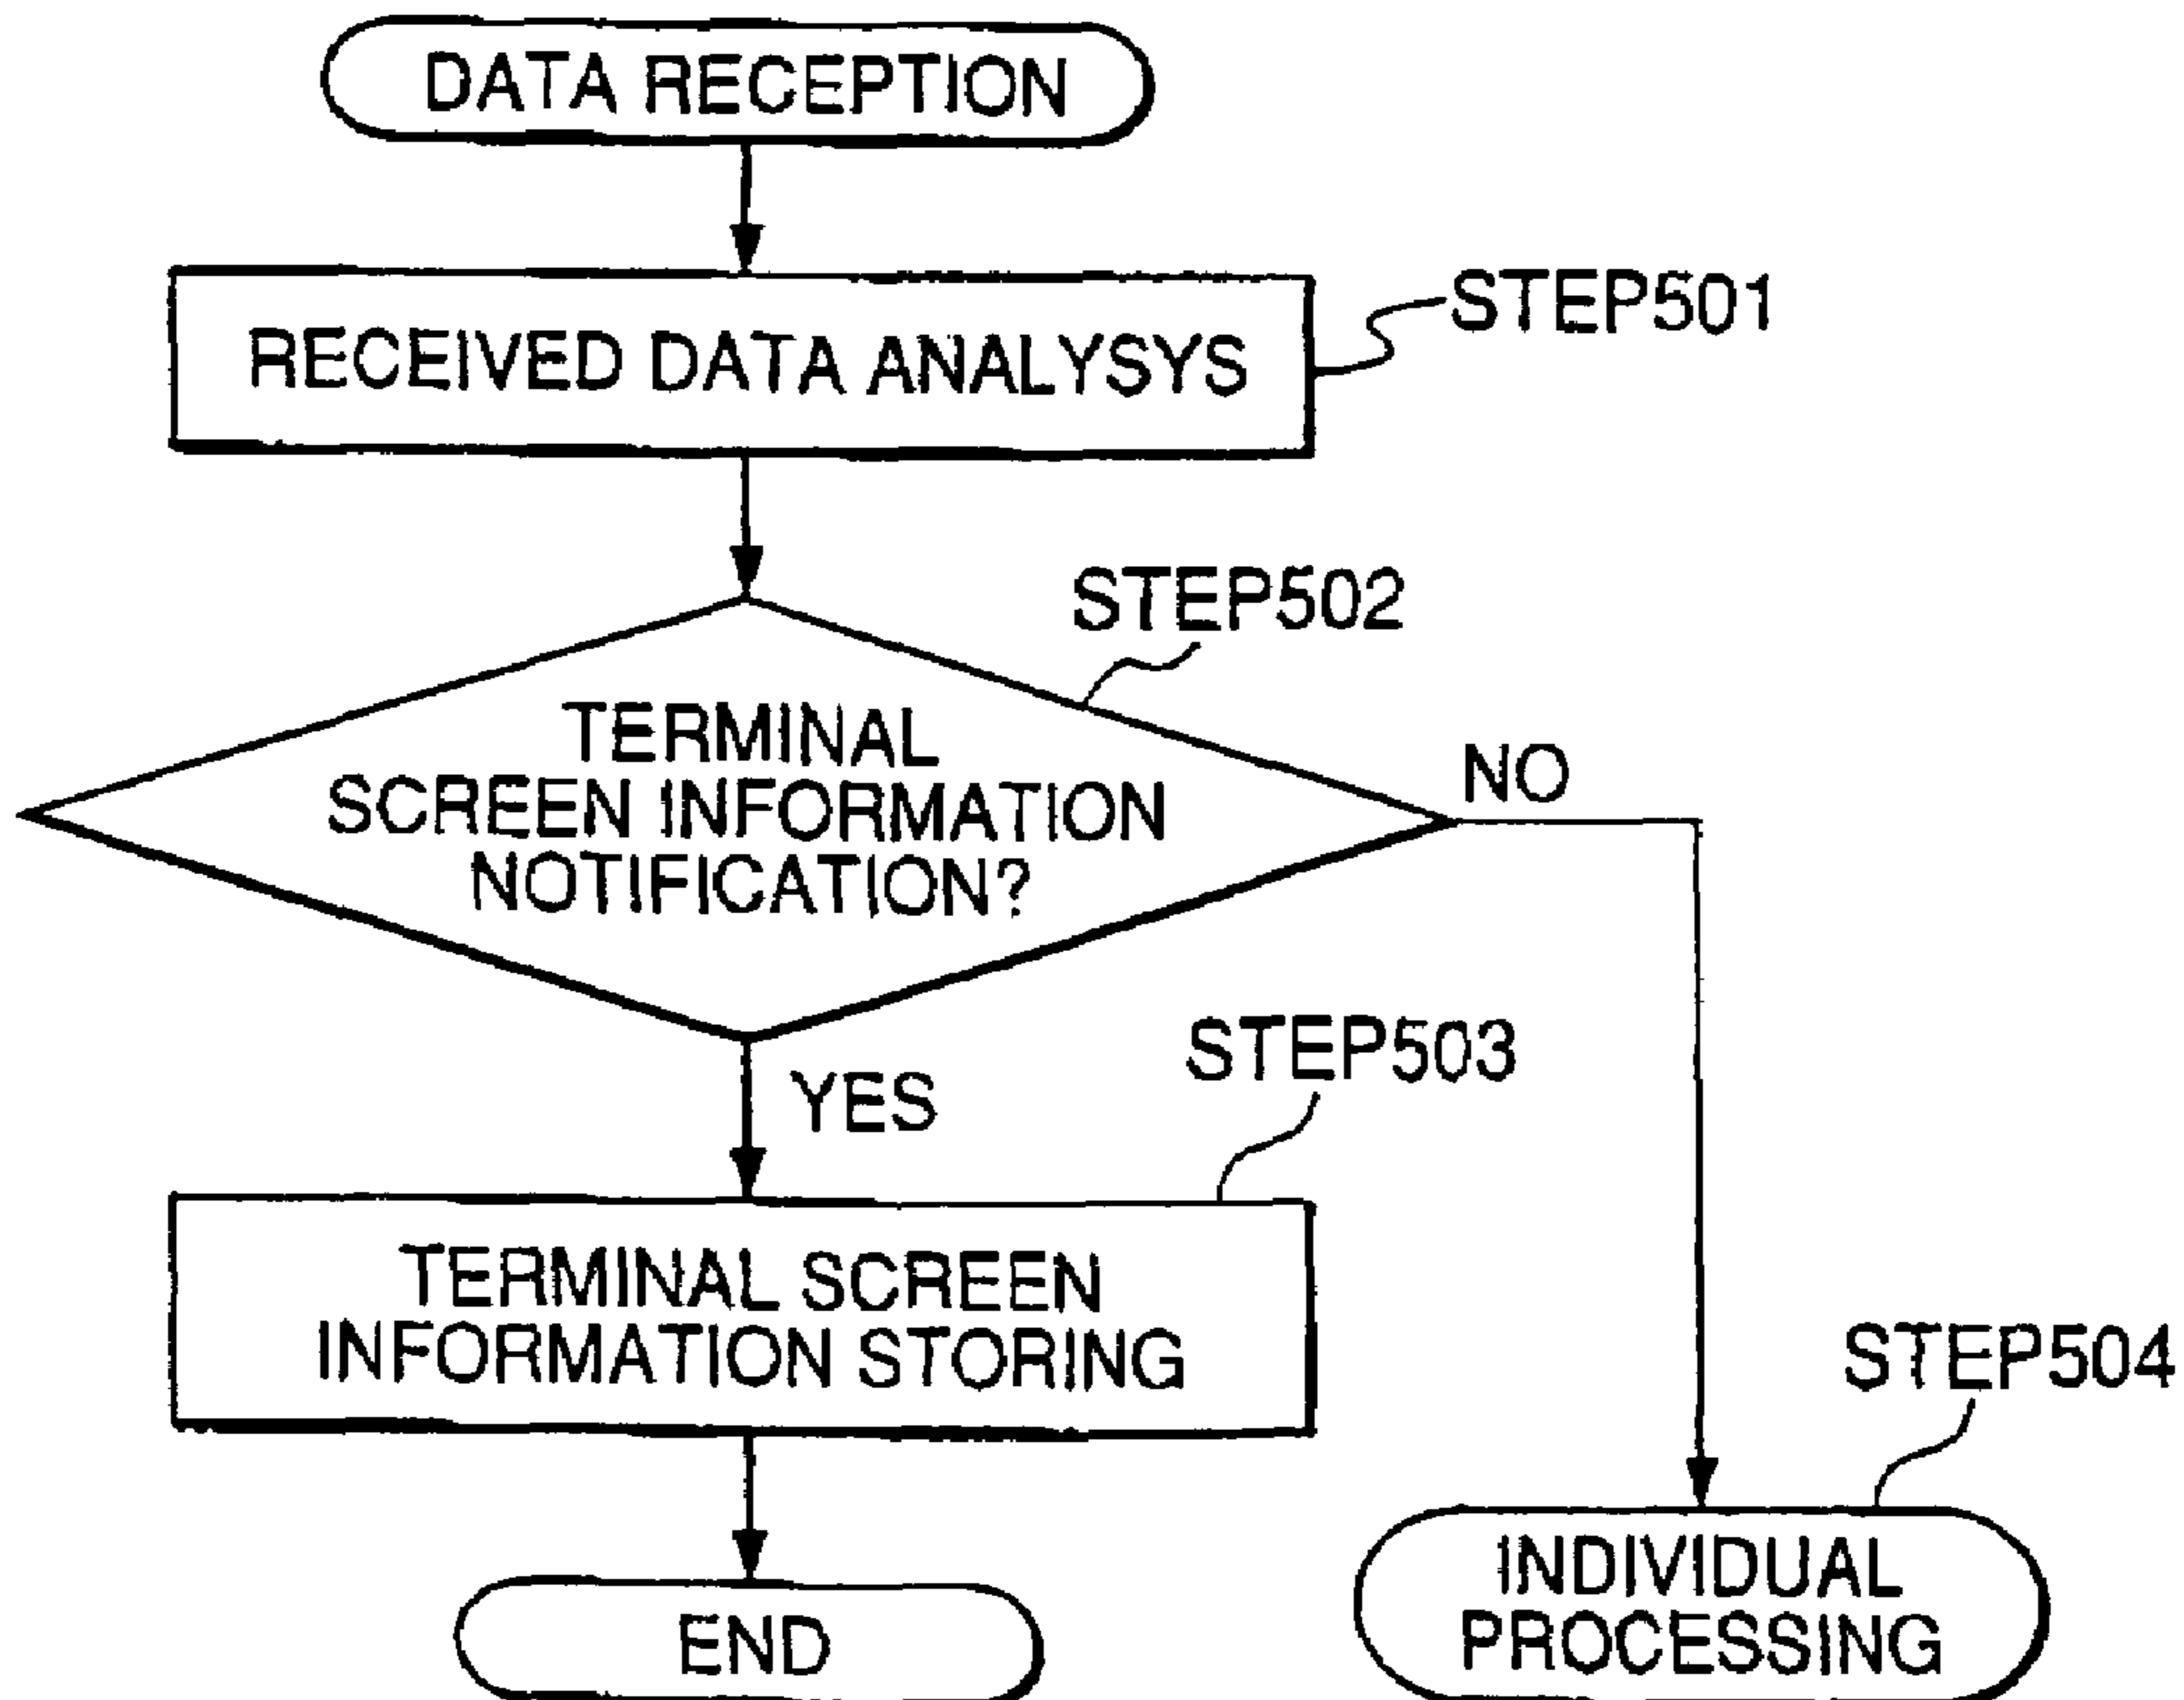 DATA RECEPTION
RECEIVED DATA ANALYSYS
STEP501
STEP502
TERMINAL
SCREEN INFORMATION
NOTIFICATION?
NO
YES
STEP503
TERMINAL SCREEN
INFORMATION STORING
STEP504
END
INDIVIDUAL
PROCESSING